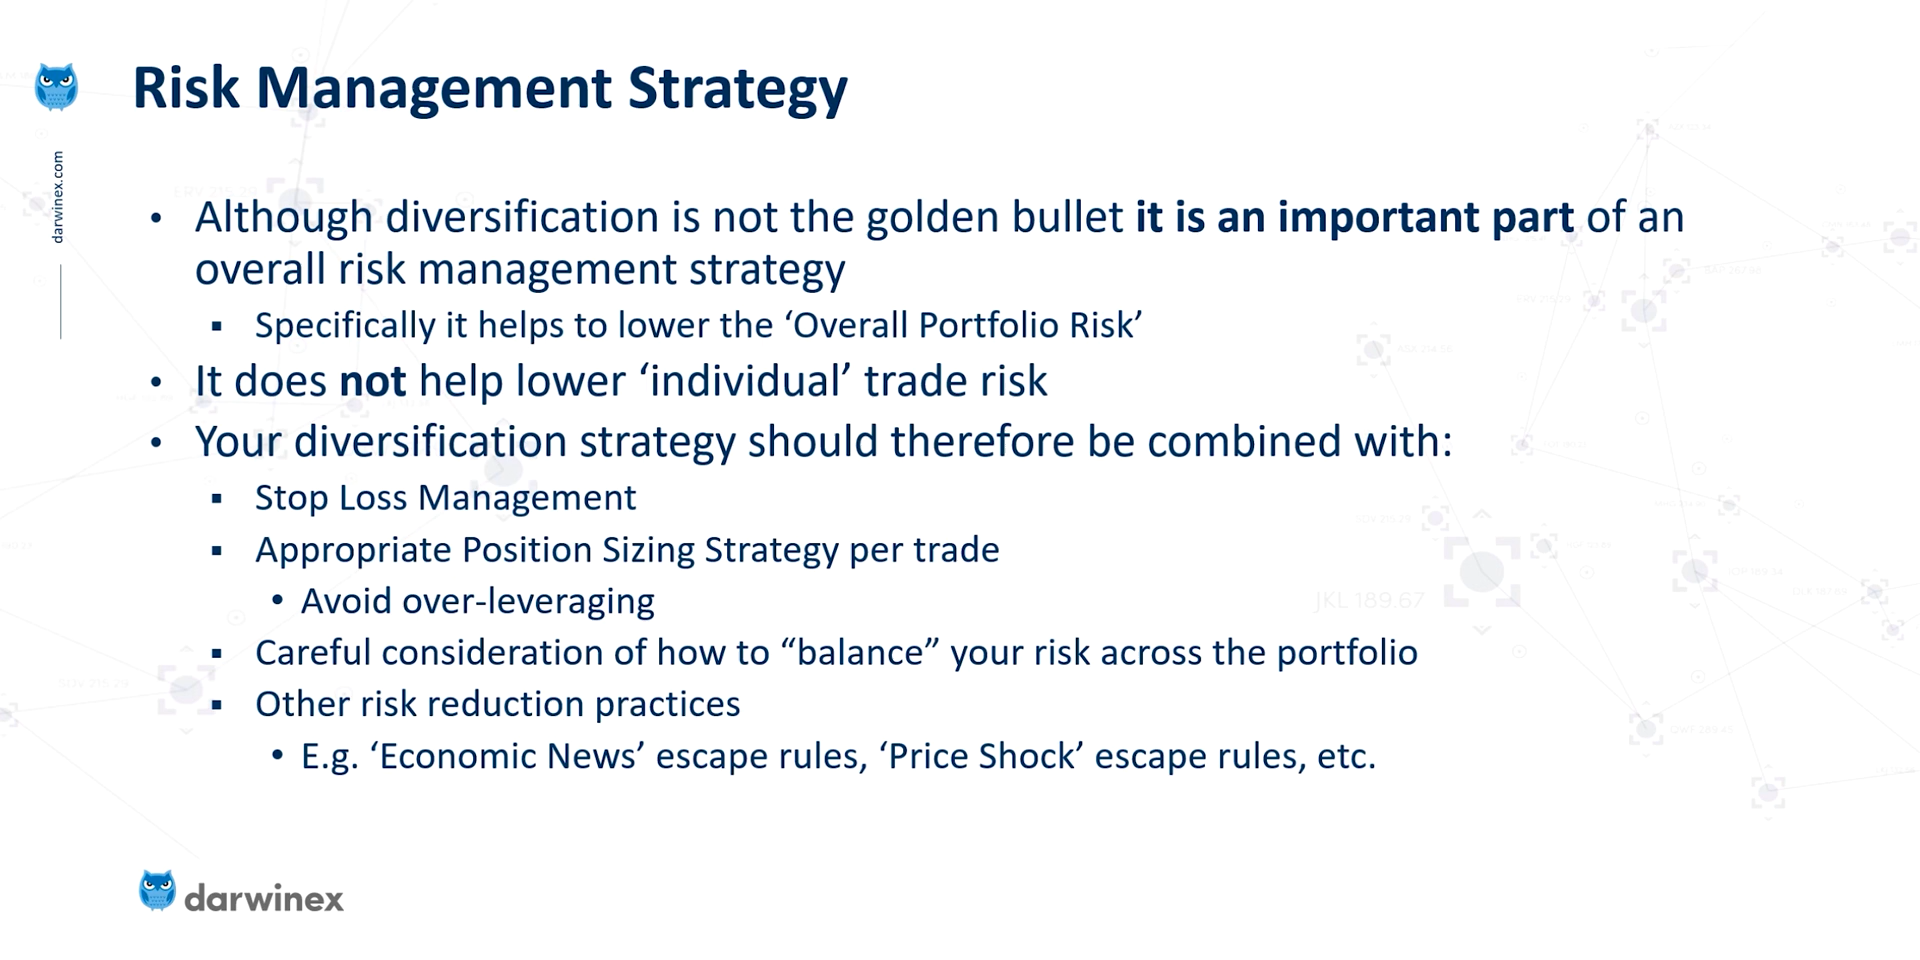 Risk Management Strategy
darwinex.com
• Although diversification is not the golden bullet it is an important part of an
overall risk management strategy
▪ Specifically it helps to lower the ‘Overall Portfolio Risk’
• It does not help lower ‘individual’ trade risk
• Your diversification strategy should therefore be combined with:
▪ Stop Loss Management
▪ Appropriate Position Sizing Strategy per trade
• Avoid over-leveraging
JKL 189.67
▪ Careful consideration of how to “balance” your risk across the portfolio
▪ Other risk reduction practices
• E.g. ‘Economic News’ escape rules, ‘Price Shock’ escape rules, etc.
darwinex